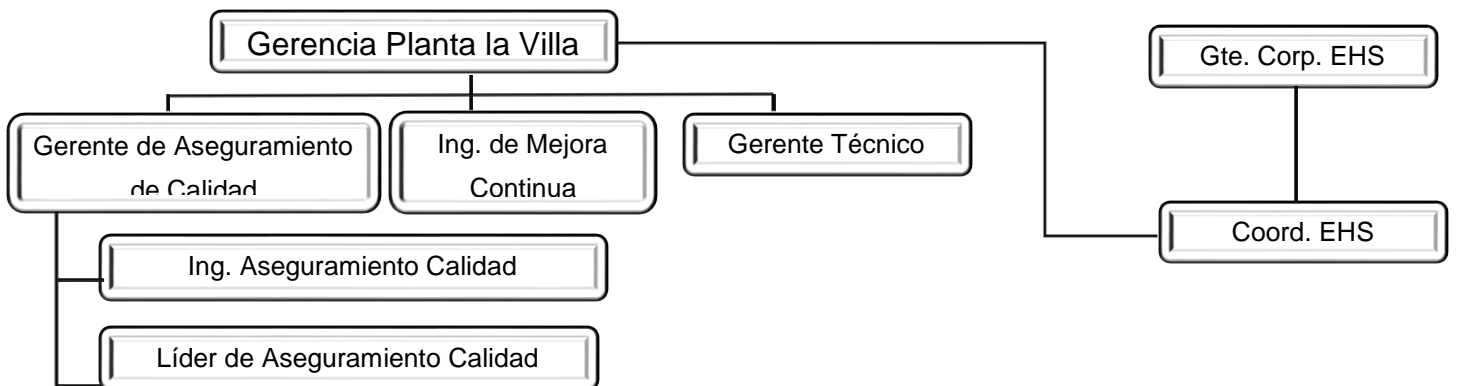 Gerencia Planta la Villa
Gte. Corp. EHS
Gerente de Aseguramiento
de Calidad
Ing. de Mejora
Continua
Gerente Técnico
Coord. EHS
Ing. Aseguramiento Calidad
Líder de Aseguramiento Calidad